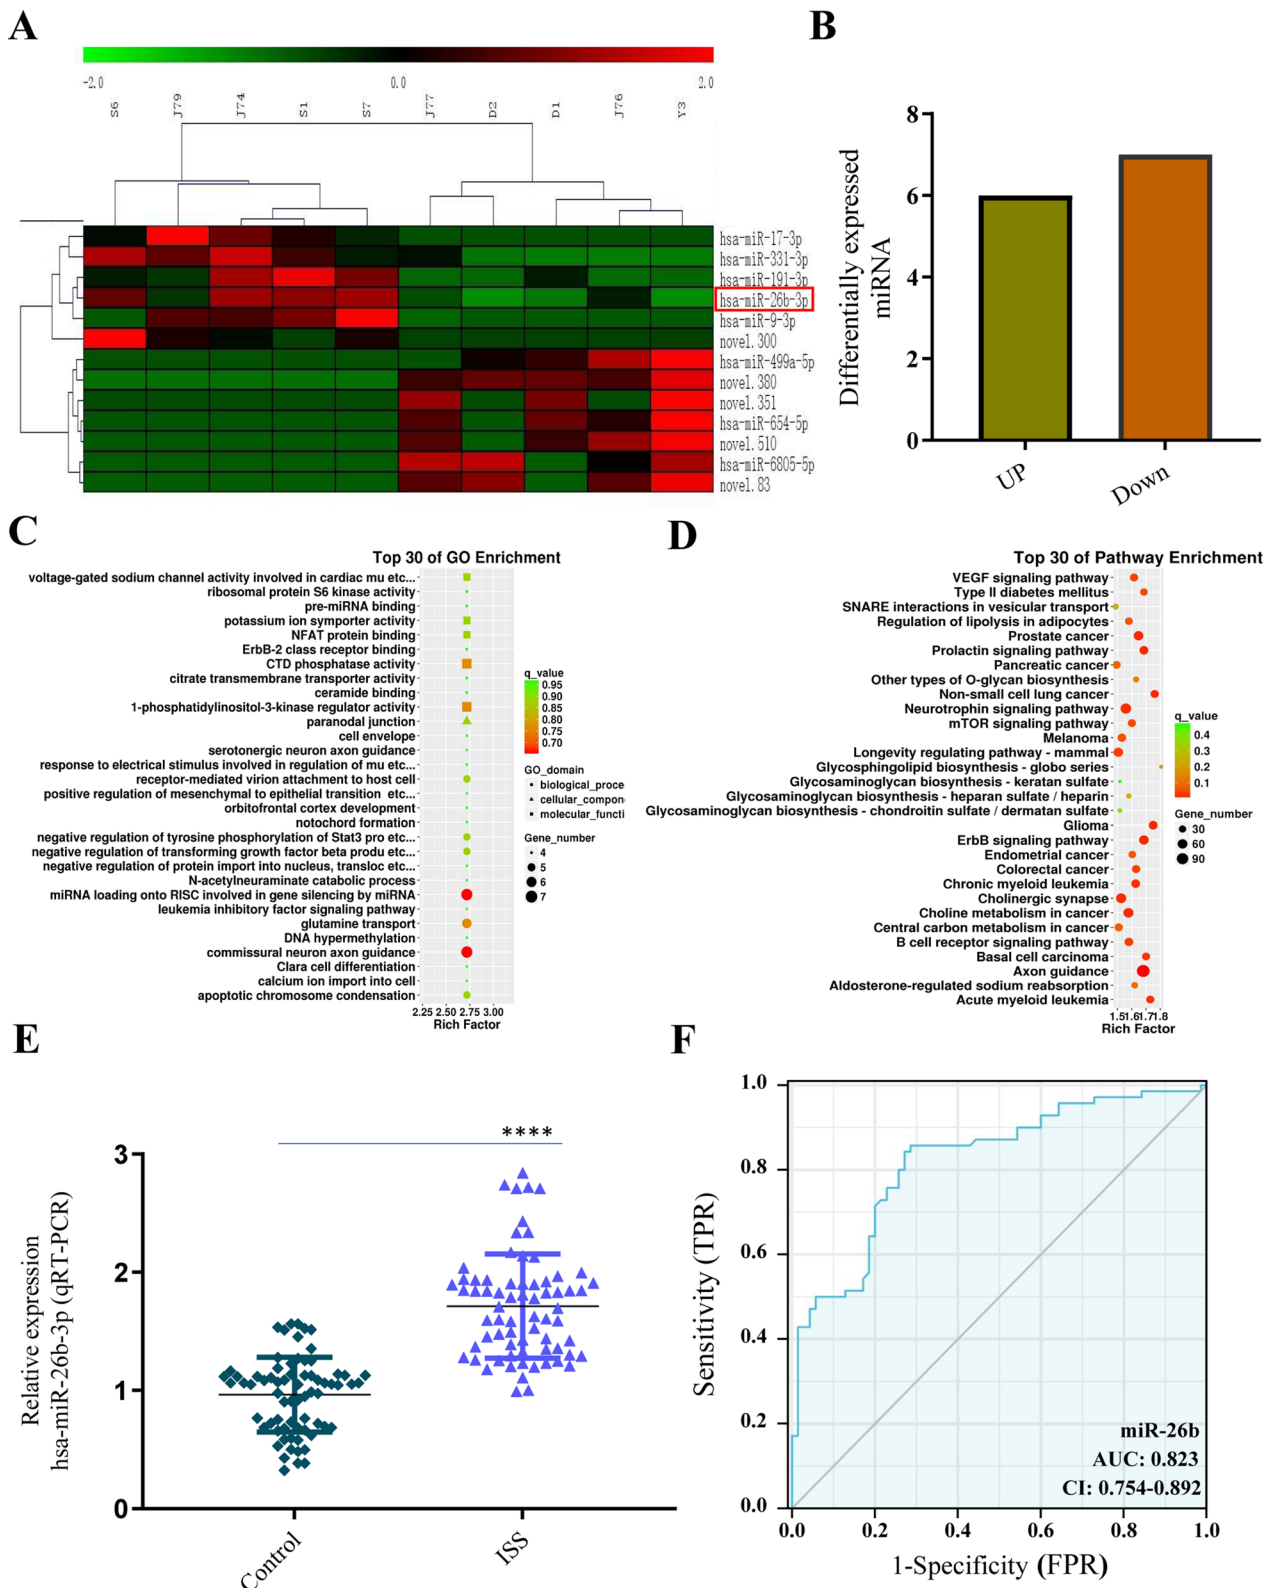 A
-2.0 0.0 2.0
S6 J79 J74 S1 S7 J77 D2 D1 J76 Y3
hsa-miR-17-3p
hsa-miR-331-3p
hsa-miR-191-3p
hsa-miR-26b-3p
hsa-miR-9-3p
novel.300
hsa-miR-499a-5p
novel.380
novel.351
hsa-miR-654-5p
novel.510
hsa-miR-6805-5p
novel.83
B
Differentially expressed
miRNA
8
6
4
2
0
UP
Down
C
Top 30 of GO Enrichment
voltage-gated sodium channel activity involved in cardiac mu etc...
ribosomal protein S6 kinase activity
pre-miRNA binding
potassium ion symporter activity
NFAT protein binding
ErbB-2 class receptor binding
CTD phosphatase activity
citrate transmembrane transporter activity
ceramide binding
1-phosphatidylinositol-3-kinase regulator activity
paranodal junction
cell envelope
serotonergic neuron axon guidance
response to electrical stimulus involved in regulation of mu etc...
receptor-mediated virion attachment to host cell
positive regulation of mesenchymal to epithelial transition etc...
orbitofrontal cortex development
notochord formation
negative regulation of tyrosine phosphorylation of Stat3 pro etc...
negative regulation of transforming growth factor beta produ etc...
negative regulation of protein import into nucleus, transloc etc...
N-acetylneuraminate catabolic process
miRNA loading onto RISC involved in gene silencing by miRNA
leukemia inhibitory factor signaling pathway
glutamine transport
DNA hypermethylation
commissural neuron axon guidance
Clara cell differentiation
calcium ion import into cell
apoptotic chromosome condensation
2.25 2.50 2.75 3.00
Rich Factor
q_value
0.95
0.90
0.85
0.80
0.75
0.70
GO_domain
biological_proce
cellular_compon
molecular_functi
Gene_number
4
5
6
7
D
Top 30 of Pathway Enrichment
VEGF signaling pathway
Type II diabetes mellitus
SNARE interactions in vesicular transport
Regulation of lipolysis in adipocytes
Prostate cancer
Prolactin signaling pathway
Pancreatic cancer
Other types of O-glycan biosynthesis
Non-small cell lung cancer
Neurotrophin signaling pathway
mTOR signaling pathway
Melanoma
Longevity regulating pathway - mammal
Glycosphingolipid biosynthesis - globo series
Glycosaminoglycan biosynthesis - keratan sulfate
Glycosaminoglycan biosynthesis - heparan sulfate / heparin
Glycosaminoglycan biosynthesis - chondroitin sulfate / dermatan sulfate
Glioma
ErbB signaling pathway
Endometrial cancer
Colorectal cancer
Chronic myeloid leukemia
Cholinergic synapse
Choline metabolism in cancer
Central carbon metabolism in cancer
B cell receptor signaling pathway
Basal cell carcinoma
Axon guidance
Aldosterone-regulated sodium reabsorption
Acute myeloid leukemia
1.51.61.71.8
Rich Factor
q_value
0.4
0.3
0.2
0.1
Gene_number
30
60
90
E
Relative expression
hsa-miR-26b-3p (qRT-PCR)
****
3
2
1
0
Control
ISS
F
Sensitivity (TPR)
1.0
0.8
0.6
0.4
0.2
0.0
miR-26b
AUC: 0.823
CI: 0.754-0.892
0.0 0.2 0.4 0.6 0.8 1.0
1-Specificity (FPR)